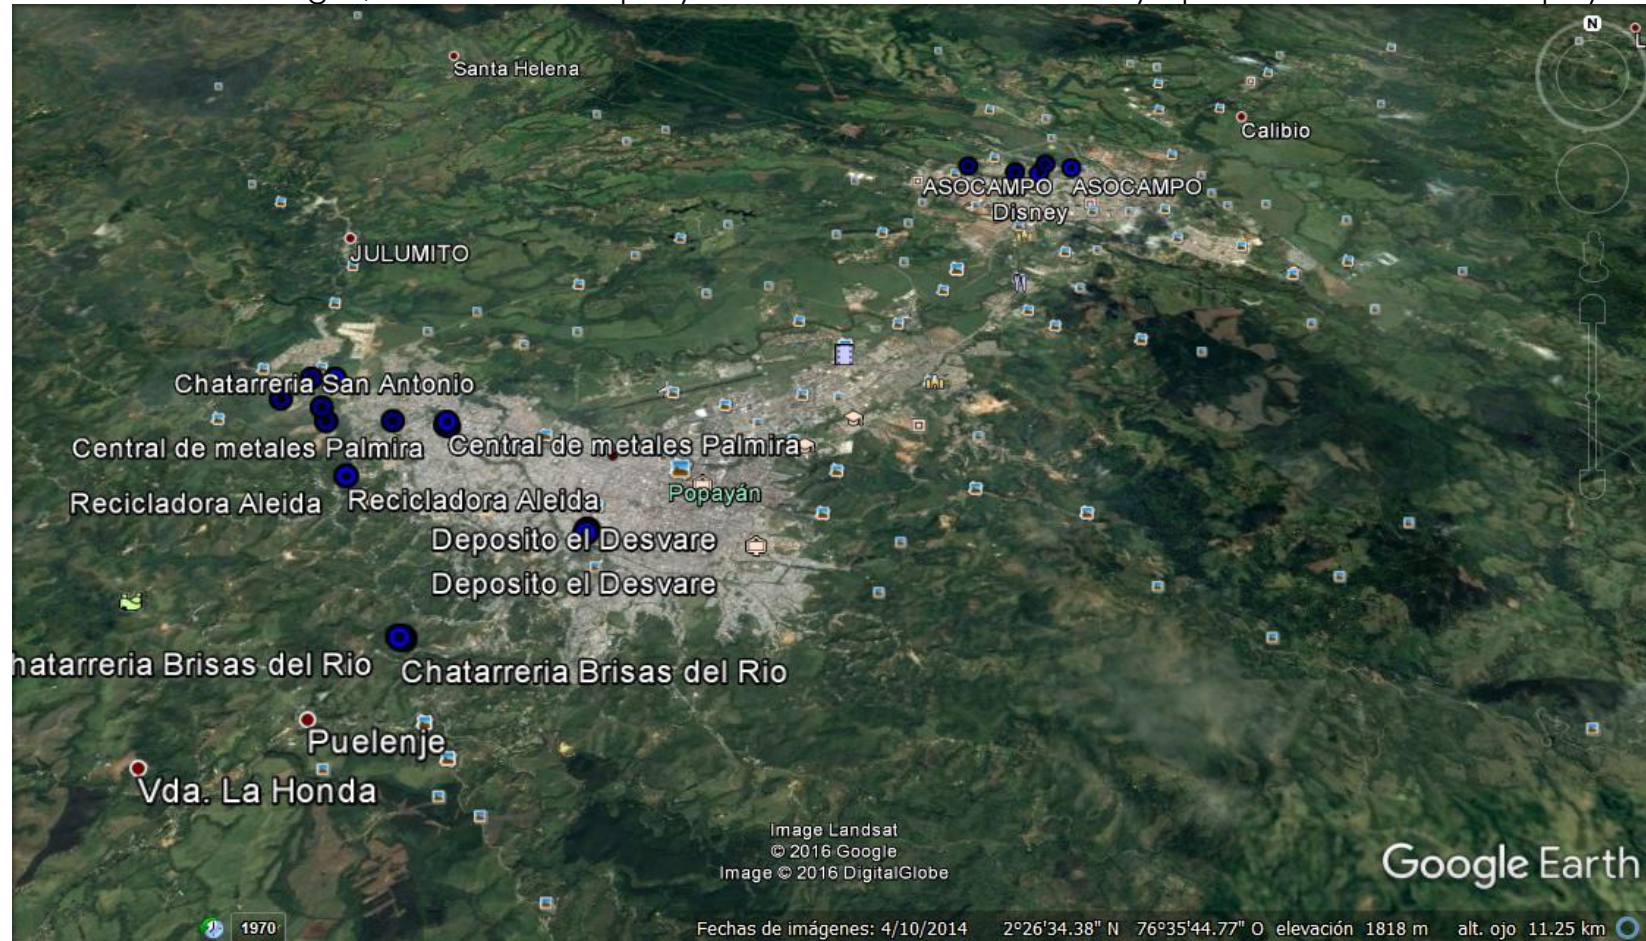 N
Santa Helena
Calibio
ASOCAMPO ASOCAMPO
Disney
JULUMITO
Chatarreria San Antonio
Central de metales Palmira Central de metales Palmira
Recicladora Aleida Recicladora Aleida
Popayán
Deposito el Desvare
Deposito el Desvare
hatarreria Brisas del Rio Chatarreria Brisas del Rio
Puelenje
Vda. La Honda
Image Landsat
© 2016 Google
Image © 2016 DigitalGlobe
Google Earth
1970
Fechas de imágenes: 4/10/2014 2°26'34.38" N 76°35'44.77" O elevación 1818 m alt. ojo 11.25 km